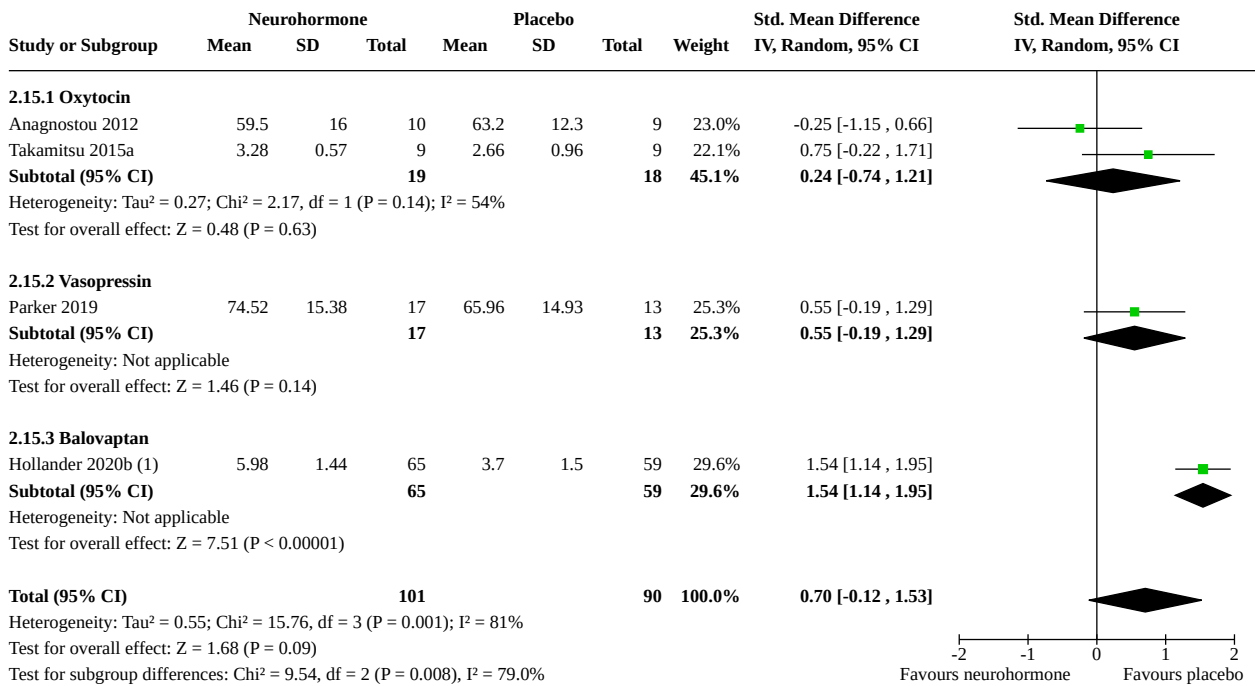 Neurohormone Placebo Std. Mean Difference Std. Mean Difference
Study or Subgroup Mean SD Total Mean SD Total Weight IV, Random, 95% CI IV, Random, 95% CI
2.15.1 Oxytocin
Anagnostou 2012 59.5 16 10 63.2 12.3 9 23.0% -0.25 [-1.15 , 0.66]
Takamitsu 2015a 3.28 0.57 9 2.66 0.96 9 22.1% 0.75 [-0.22 , 1.71]
Subtotal (95% CI) 19 18 45.1% 0.24 [-0.74 , 1.21]
Heterogeneity: Tau² = 0.27; Chi² = 2.17, df = 1 (P = 0.14); I² = 54%
Test for overall effect: Z = 0.48 (P = 0.63)
2.15.2 Vasopressin
Parker 2019 74.52 15.38 17 65.96 14.93 13 25.3% 0.55 [-0.19 , 1.29]
Subtotal (95% CI) 17 13 25.3% 0.55 [-0.19 , 1.29]
Heterogeneity: Not applicable
Test for overall effect: Z = 1.46 (P = 0.14)
2.15.3 Balovaptan
Hollander 2020b (1) 5.98 1.44 65 3.7 1.5 59 29.6% 1.54 [1.14 , 1.95]
Subtotal (95% CI) 65 59 29.6% 1.54 [1.14 , 1.95]
Heterogeneity: Not applicable
Test for overall effect: Z = 7.51 (P < 0.00001)
Total (95% CI) 101 90 100.0% 0.70 [-0.12 , 1.53]
Heterogeneity: Tau² = 0.55; Chi² = 15.76, df = 3 (P = 0.001); I² = 81%
Test for overall effect: Z = 1.68 (P = 0.09)
-2 -1 0 1 2
Test for subgroup differences: Chi² = 9.54, df = 2 (P = 0.008), I² = 79.0% Favours neurohormone Favours placebo